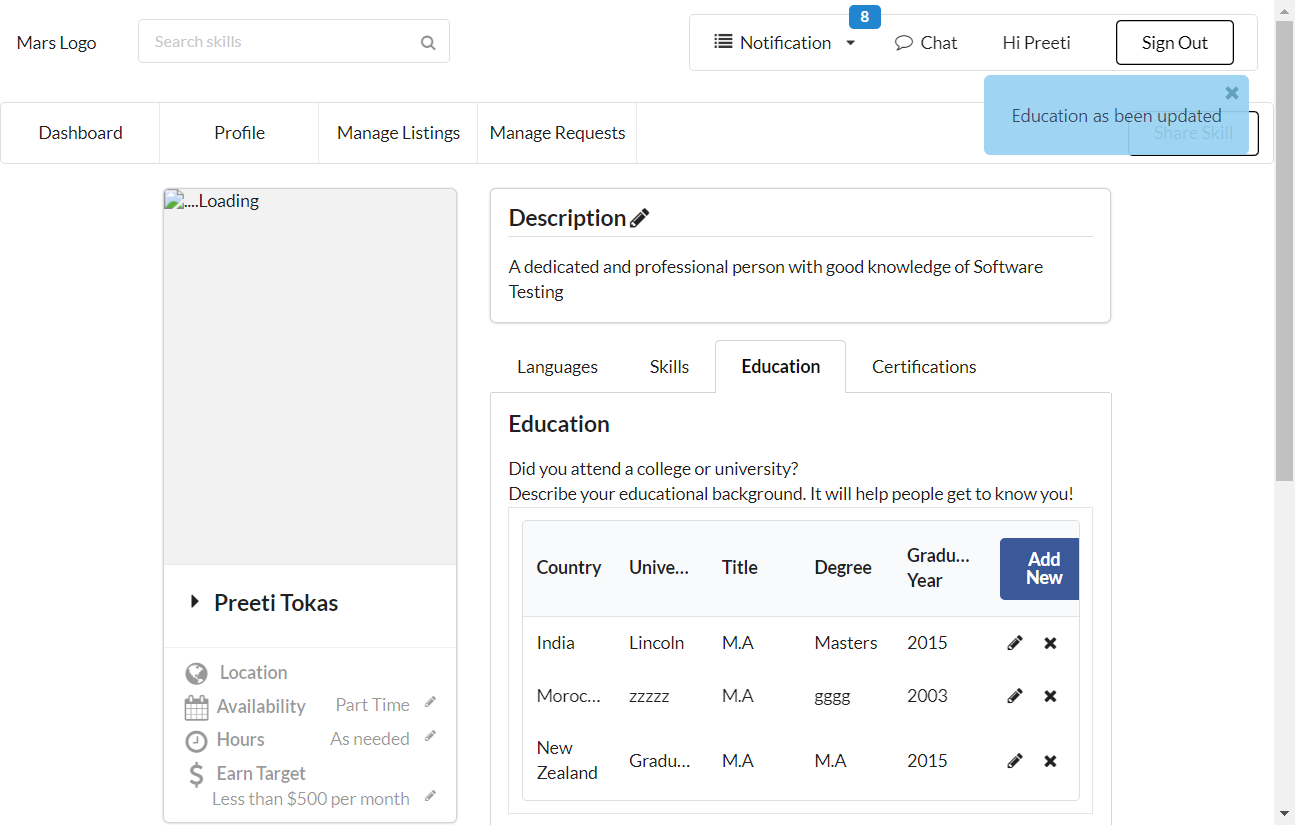 Mars Logo
Search skills
8
Notification
Chat
Hi Preeti
Sign Out
Dashboard
Profile
Manage Listings
Manage Requests
Education as been updated
Share Skill
....Loading
Preeti Tokas
Location
Availability
Part Time
Hours
As needed
Earn Target
Less than $500 per month
Description
A dedicated and professional person with good knowledge of Software
Testing
Languages
Skills
Education
Certifications
Education
Did you attend a college or university?
Describe your educational background. It will help people get to know you!
Country Unive... Title Degree Gradu... Year Add New
India Lincoln M.A Masters 2015
Moroc... zzzzz M.A gggg 2003
New Zealand Gradu... M.A M.A 2015